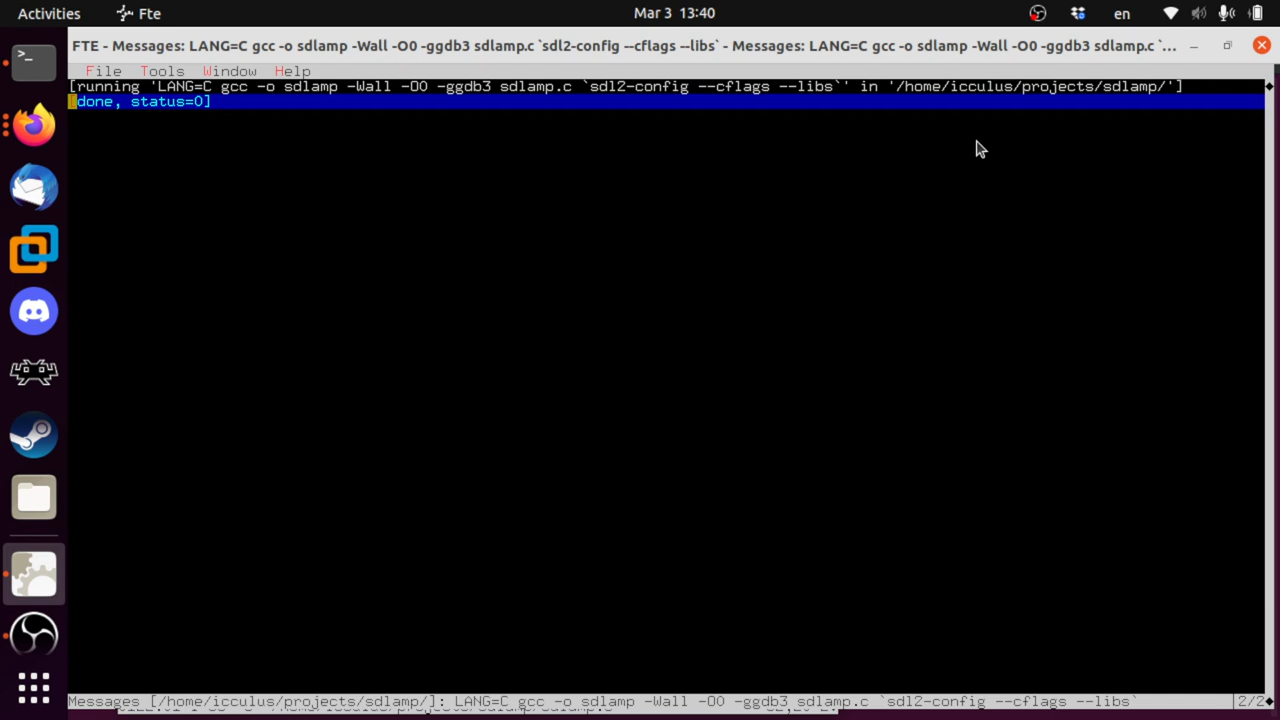 Activities Fte Mar 3 13:40 en
FTE - Messages: LANG=C gcc -o sdlamp -Wall -O0 -ggdb3 sdlamp.c `sdl2-config --cflags --libs` - Messages: LANG=C gcc -o sdlamp -Wall -O0 -ggdb3 sdlamp.c `...
File Tools Window Help
[running 'LANG=C gcc -o sdlamp -Wall -O0 -ggdb3 sdlamp.c `sdl2-config --cflags --libs`' in '/home/icculus/projects/sdlamp/']
[done, status=0]
Messages [/home/icculus/projects/sdlamp/]: LANG=C gcc -o sdlamp -Wall -O0 -ggdb3 sdlamp.c `sdl2-config --cflags --libs` 2/2